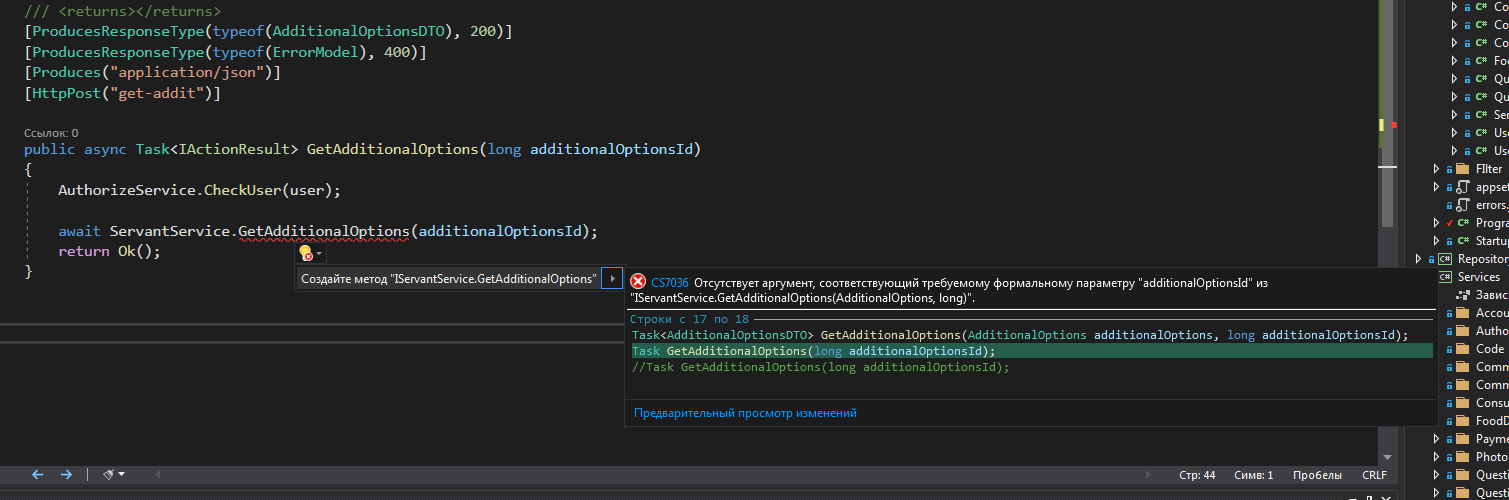 /// <returns></returns>
[ProducesResponseType(typeof(AdditionalOptionsDTO), 200)]
[ProducesResponseType(typeof(ErrorModel), 400)]
[Produces("application/json")]
[HttpPost("get-addit")]
Ссылок: 0
public async Task<IActionResult> GetAdditionalOptions(long additionalOptionsId)
{
AuthorizeService.CheckUser(user);
await ServantService.GetAdditionalOptions(additionalOptionsId);
return Ok();
}
Создайте метод "IServantService.GetAdditionalOptions"
CS7036 Отсутствует аргумент, соответствующий требуемому формальному параметру "additionalOptionsId" из
"IServantService.GetAdditionalOptions(AdditionalOptions, long)".
Строки с 17 по 18
Task<AdditionalOptionsDTO> GetAdditionalOptions(AdditionalOptions additionalOptions, long additionalOptionsId);
Task GetAdditionalOptions(long additionalOptionsId);
//Task GetAdditionalOptions(long additionalOptionsId);
Предварительный просмотр изменений
Стр: 44 Симв: 1 Пробелы CRLF
C# Co
C# Co
C# Co
C# Foo
C# Qu
C# Qu
C# Ser
C# Use
C# Use
FIlter
appset
errors.
C# Progra
C# Startup
C# Repository
C# Services
Завис
Accou
Autho
Code
Comm
Comm
Consu
FoodD
Payme
Photo
Questi
Questi